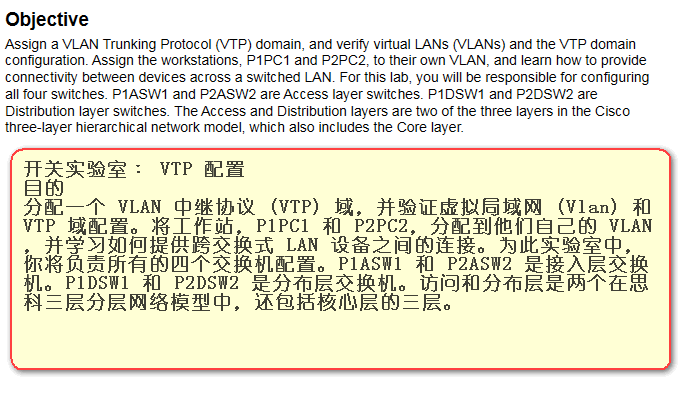 Objective
Assign a VLAN Trunking Protocol (VTP) domain, and verify virtual LANs (VLANs) and the VTP domain
configuration. Assign the workstations, P1PC1 and P2PC2, to their own VLAN, and learn how to provide
connectivity between devices across a switched LAN. For this lab, you will be responsible for configuring
all four switches. P1ASW1 and P2ASW2 are Access layer switches. P1DSW1 and P2DSW2 are
Distribution layer switches. The Access and Distribution layers are two of the three layers in the Cisco
three-layer hierarchical network model, which also includes the Core layer.
开关实验室： VTP 配置
目的
分配一个 VLAN 中继协议 (VTP) 域，并验证虚拟局域网 (Vlan) 和
VTP 域配置。将工作站，P1PC1 和 P2PC2，分配到他们自己的 VLAN
，并学习如何提供跨交换式 LAN 设备之间的连接。为此实验室中，
你将负责所有的四个交换机配置。P1ASW1 和 P2ASW2 是接入层交换
机。P1DSW1 和 P2DSW2 是分布层交换机。访问和分布层是两个在思
科三层分层网络模型中，还包括核心层的三层。